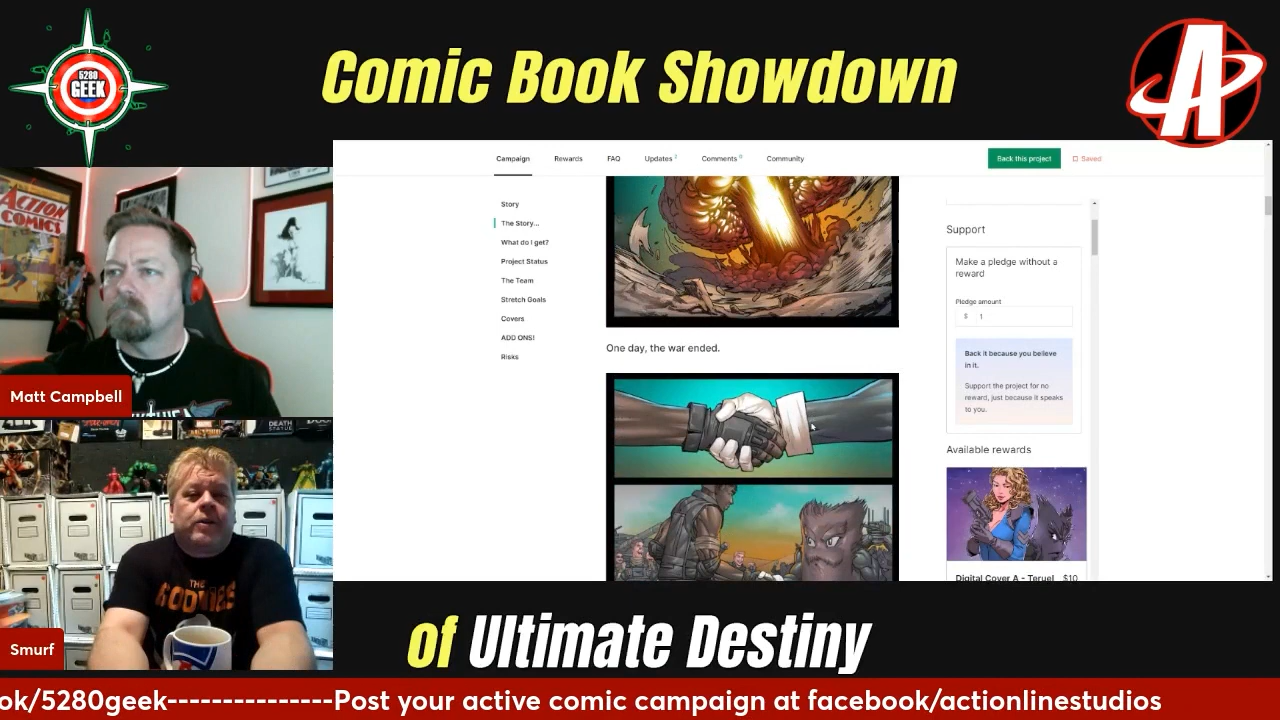 5280
GEEK
Comic Book Showdown
A
ACTION
COMICS
Matt Campbell
THE
DEATH
STATUE
Smurf
Campaign
Rewards
FAQ
Updates
Comments
Community
Back this project
Saved
Story
The Story...
What do I get?
Project Status
The Team
Stretch Goals
Covers
ADD ONS!
Risks
One day, the war ended.
Support
Make a pledge without a
reward
Pledge amount
$ 1
Back it because you believe
in it.
Support the project for no
reward, just because it speaks
to you.
Available rewards
Digital Cover A - Teruel $10
of Ultimate Destiny
ok/5280geek--------------Post your active comic campaign at facebook/actionlinestudios